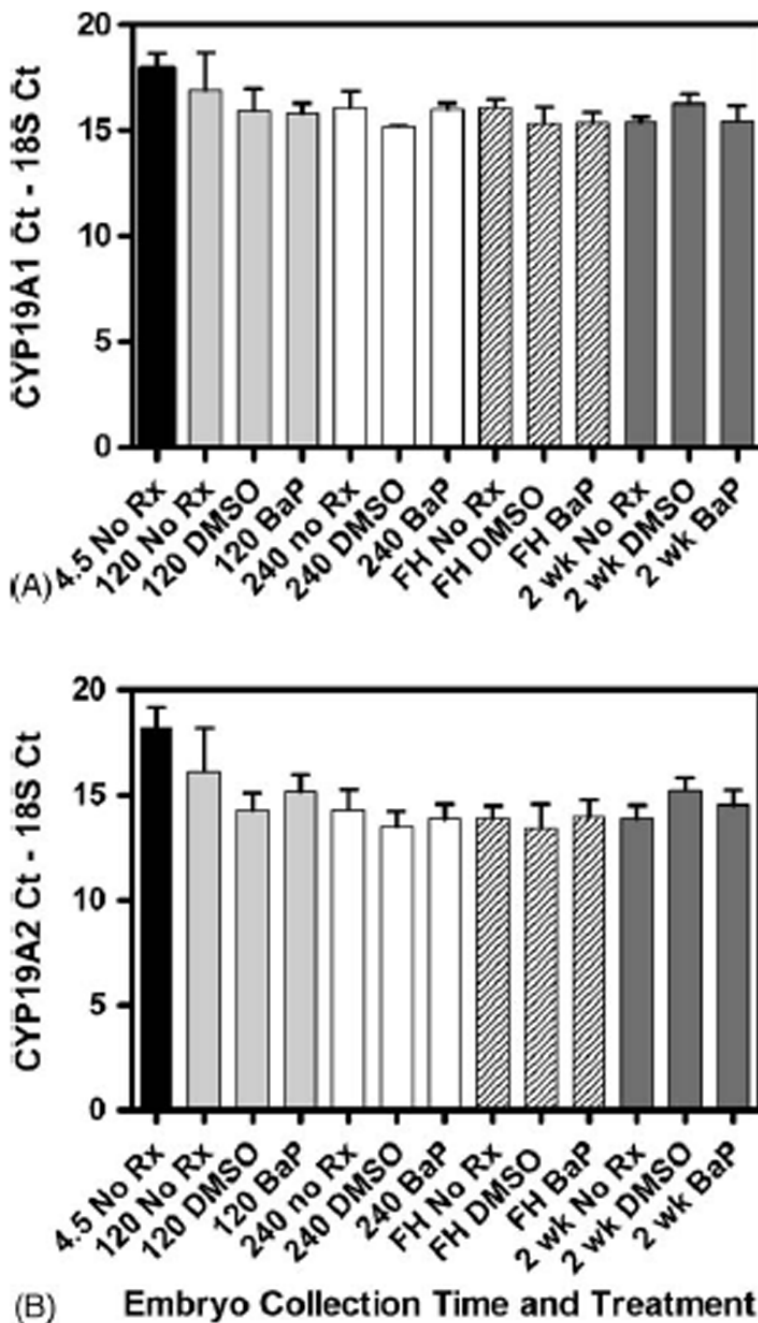 20
15
10
5
0
CYP19A1 Ct - 18S Ct
4.5 No Rx
120 No Rx
120 DMSO
120 BaP
240 no Rx
240 DMSO
240 BaP
FH No Rx
FH DMSO
FH BaP
2 wk No Rx
2 wk DMSO
2 wk BaP
(A)
20
15
10
5
0
CYP19A2 Ct - 18S Ct
4.5 No Rx
120 No Rx
120 DMSO
120 BaP
240 no Rx
240 DMSO
240 BaP
FH No Rx
FH DMSO
FH BaP
2 wk No Rx
2 wk DMSO
2 wk BaP
(B) Embryo Collection Time and Treatment